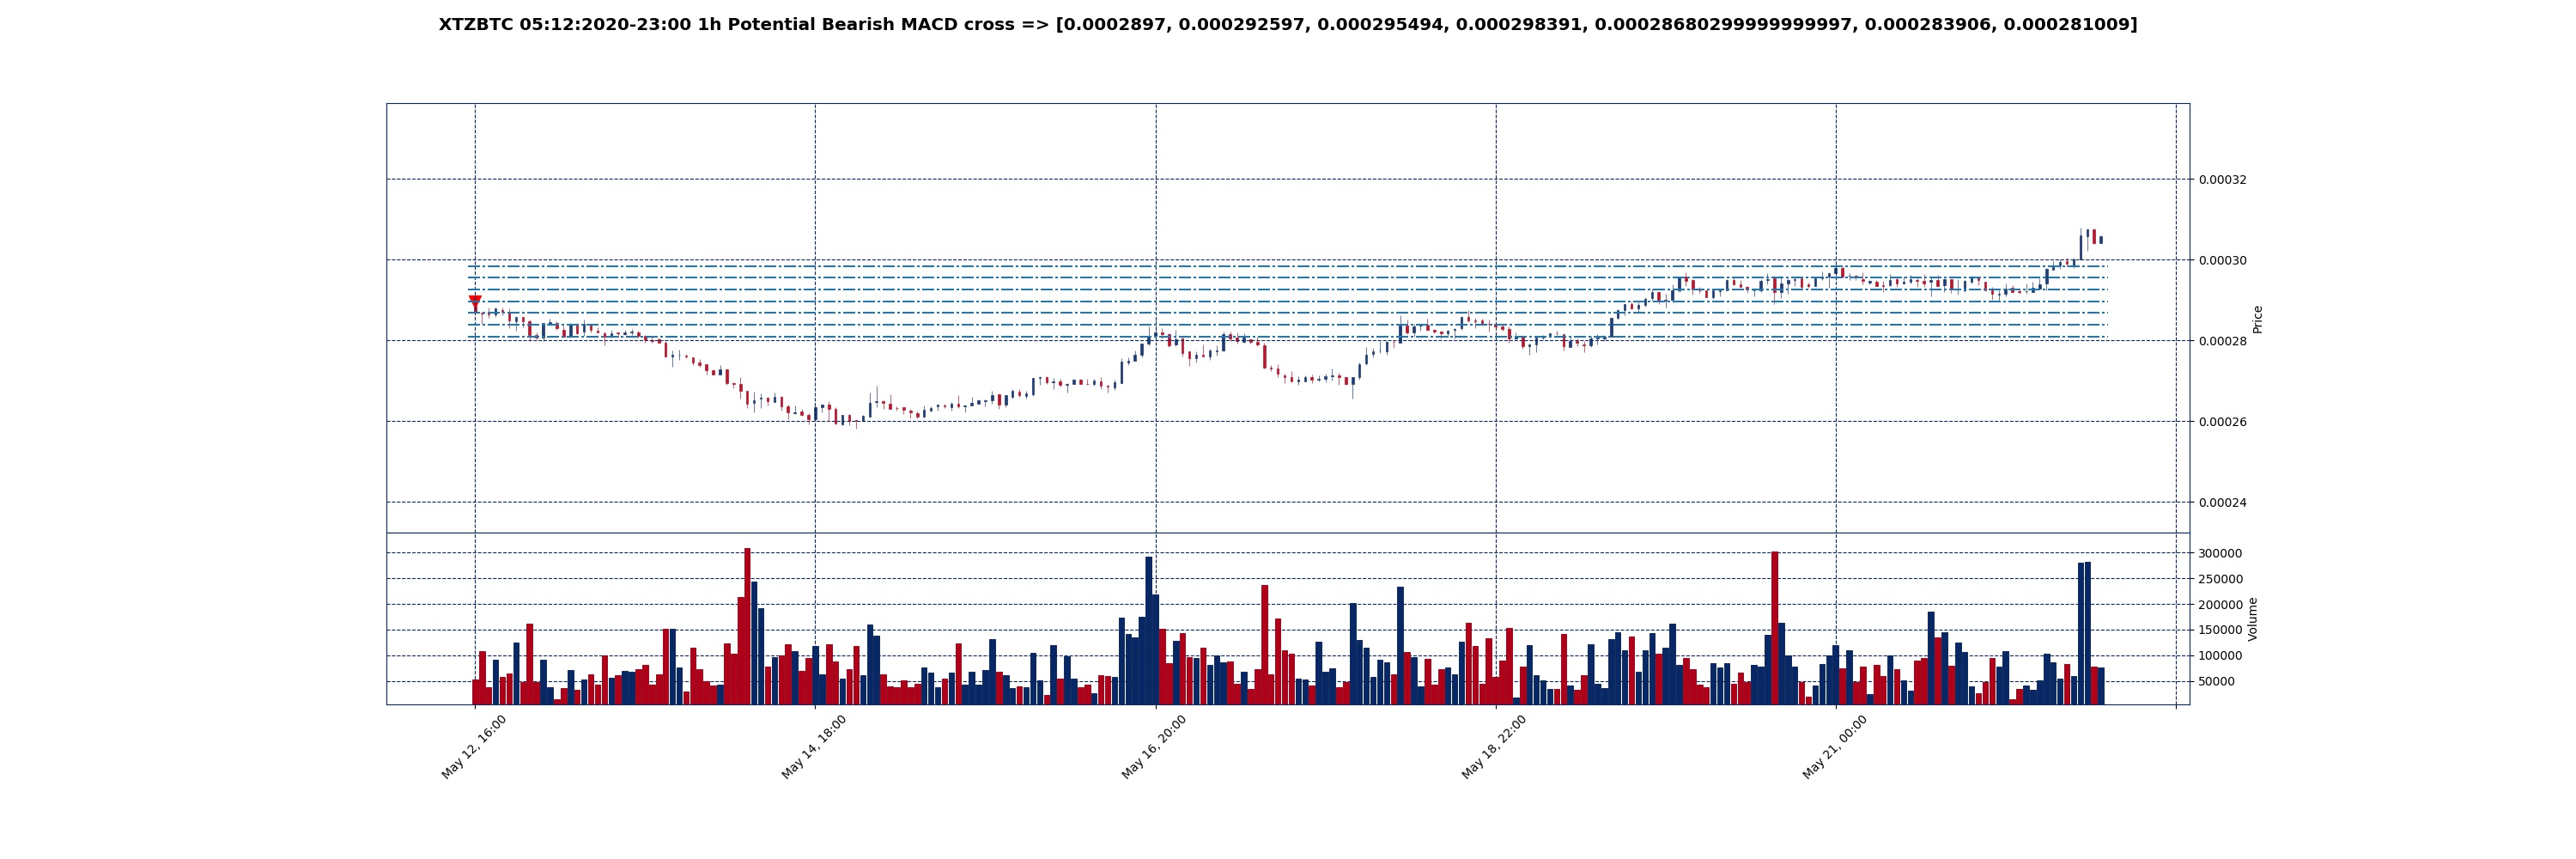 XTZBTC 05:12:2020-23:00 1h Potential Bearish MACD cross => [0.0002897, 0.000292597, 0.000295494, 0.000298391, 0.00028680299999999997, 0.000283906, 0.000281009]
0.00032
0.00030
0.00028
0.00026
0.00024
Price
300000
250000
200000
150000
100000
50000
Volume
May 12, 16:00
May 14, 18:00
May 16, 20:00
May 18, 22:00
May 21, 00:00